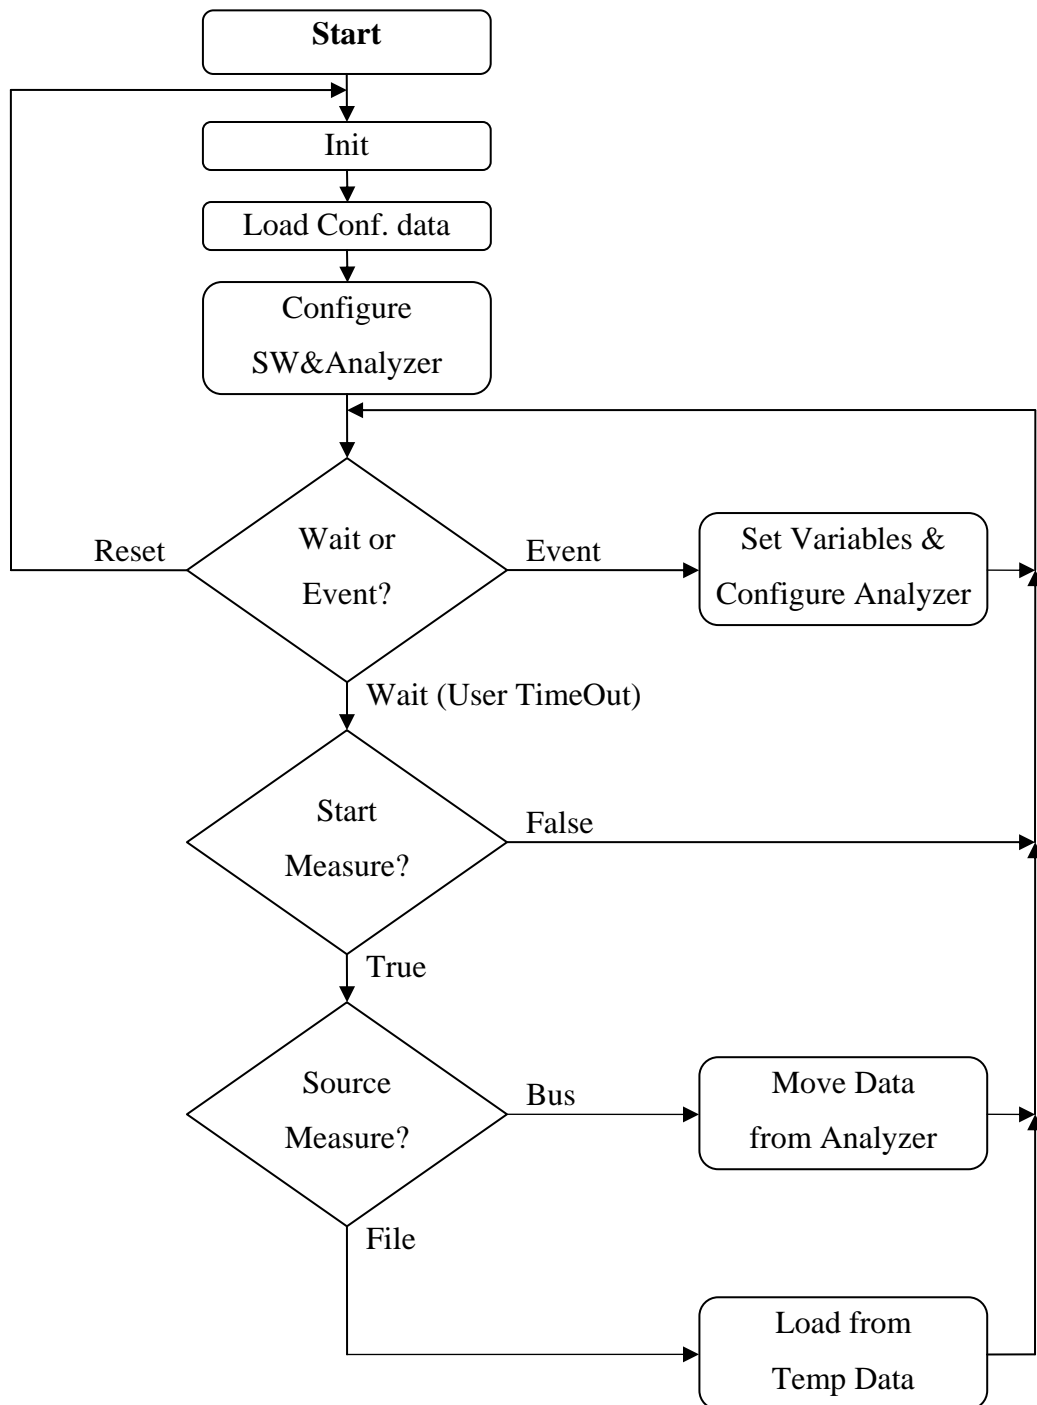 Start
Init
Load Conf. data
Configure
SW&Analyzer
Reset
Wait or
Event?
Event
Set Variables &
Configure Analyzer
Wait (User TimeOut)
Start
Measure?
False
True
Source
Measure?
Bus
Move Data
from Analyzer
File
Load from
Temp Data